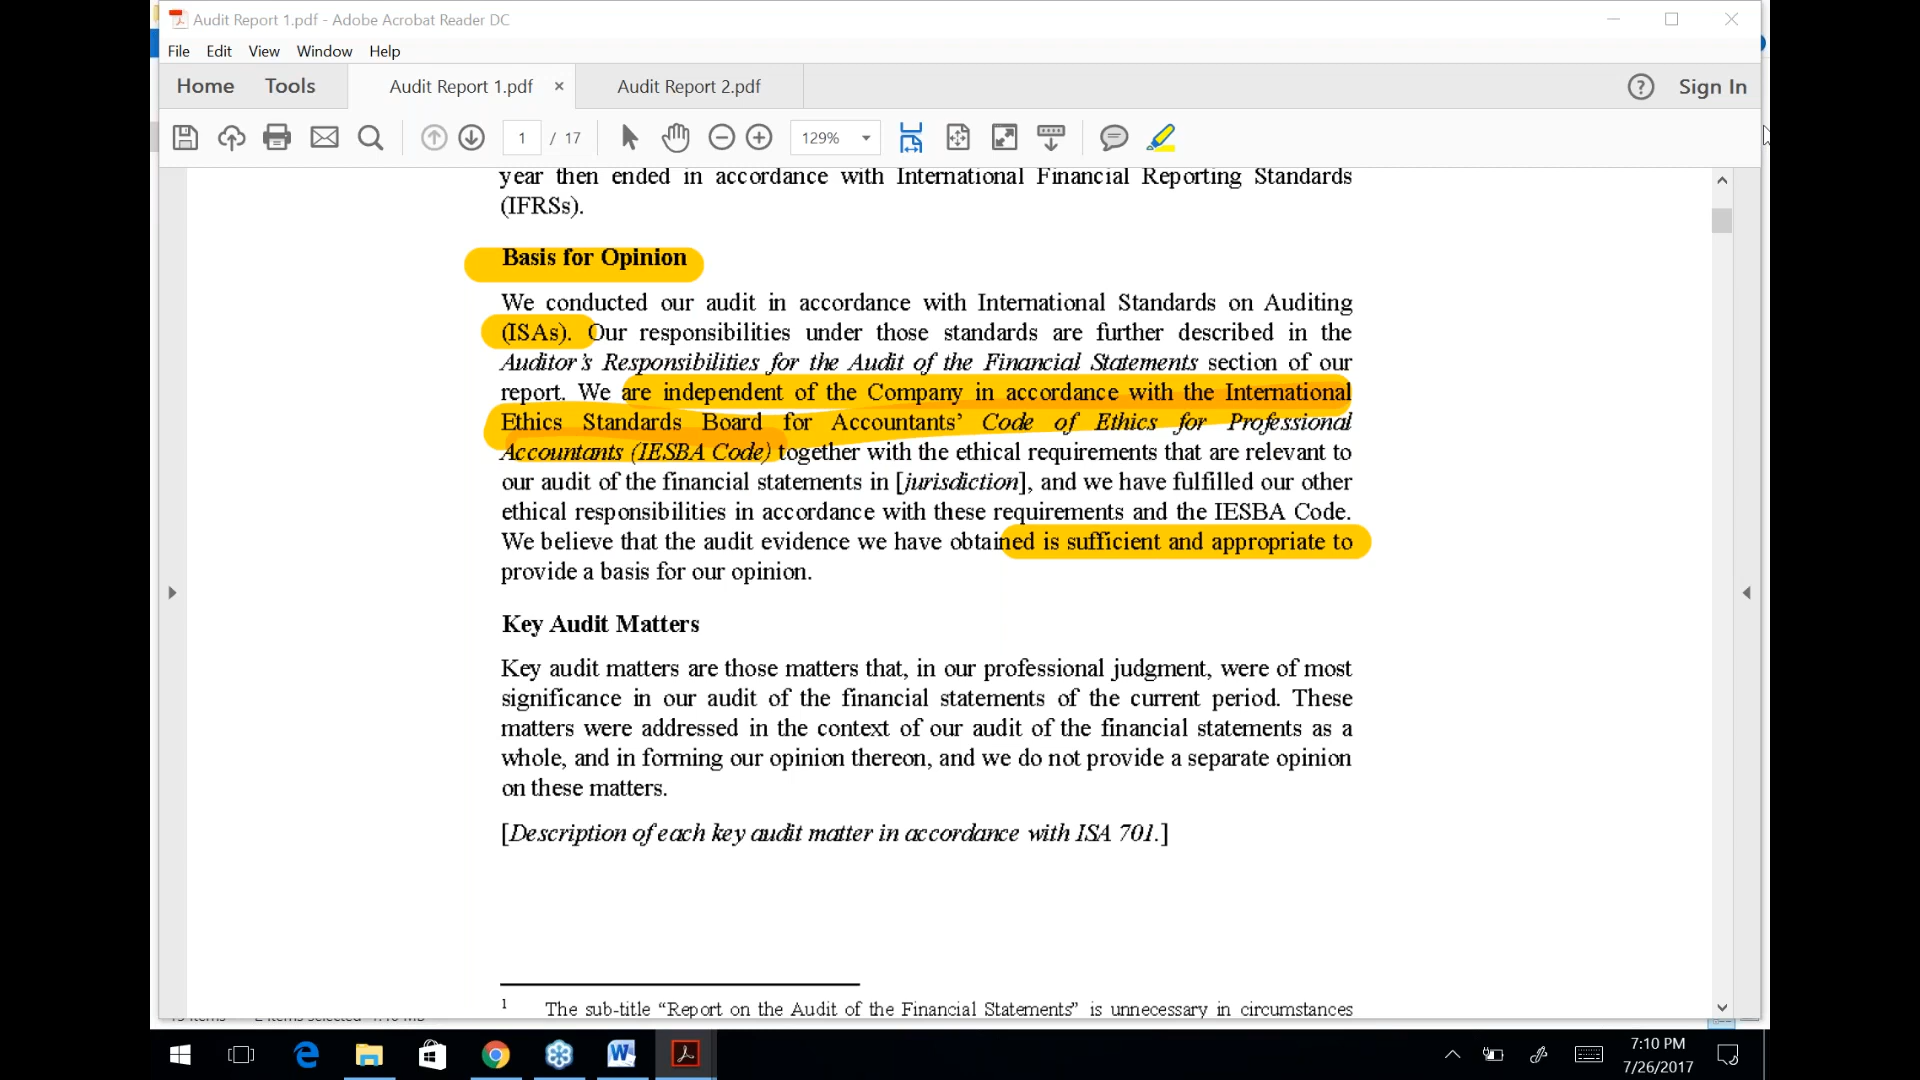 Audit Report 1.pdf - Adobe Acrobat Reader DC
File Edit View Window Help
Home Tools Audit Report 1.pdf × Audit Report 2.pdf ? Sign In
1 / 17 129%
year then ended in accordance with International Financial Reporting Standards
(IFRSs).
Basis for Opinion
We conducted our audit in accordance with International Standards on Auditing
(ISAs). Our responsibilities under those standards are further described in the
Auditor’s Responsibilities for the Audit of the Financial Statements section of our
report. We are independent of the Company in accordance with the International
Ethics Standards Board for Accountants’ Code of Ethics for Professional
Accountants (IESBA Code) together with the ethical requirements that are relevant to
our audit of the financial statements in [jurisdiction], and we have fulfilled our other
ethical responsibilities in accordance with these requirements and the IESBA Code.
We believe that the audit evidence we have obtained is sufficient and appropriate to
provide a basis for our opinion.
Key Audit Matters
Key audit matters are those matters that, in our professional judgment, were of most
significance in our audit of the financial statements of the current period. These
matters were addressed in the context of our audit of the financial statements as a
whole, and in forming our opinion thereon, and we do not provide a separate opinion
on these matters.
[Description of each key audit matter in accordance with ISA 701.]
1 The sub-title “Report on the Audit of the Financial Statements” is unnecessary in circumstances
7:10 PM
7/26/2017